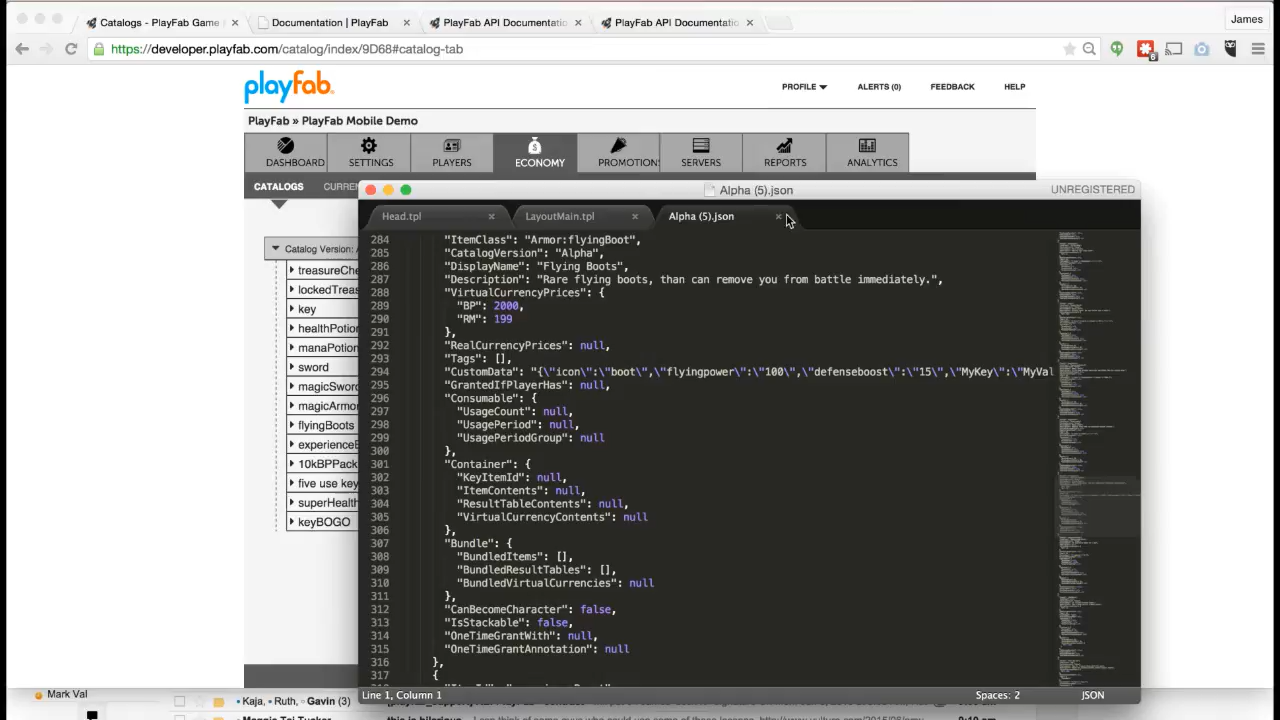 Catalogs - PlayFab Game
Documentation | PlayFab
PlayFab API Documentatio
PlayFab API Documentatio
James
https://developer.playfab.com/catalog/index/9D68#catalog-tab
6
playfab.
PROFILE
ALERTS (0)
FEEDBACK
HELP
PlayFab » PlayFab Mobile Demo
DASHBOARD
SETTINGS
PLAYERS
ECONOMY
PROMOTION
SERVERS
REPORTS
ANALYTICS
CATALOGS
CURREN
Alpha (5).json
UNREGISTERED
Head.tpl
LayoutMain.tpl
Alpha (5).json
Catalog Version:
treasureChe
lockedTreas
key
healthPotion
manaPotion
sword
magicSword
magicArmor
flyingBoots
experienceB
10kBPPack
five use key
superHealth
keyBOGO
284 "ItemClass": "Armor:flyingBoot",
285 "CatalogVersion": "Alpha",
286 "DisplayName": "Flying Boots",
287 "Description": "Rare flying boots, than can remove you from battle immediately.",
288 "VirtualCurrencyPrices": {
289 "BP": 2000,
290 "RM": 199
291 },
292 "RealCurrencyPrices": null,
293 "Tags": [],
294 "CustomData": "{\"icon\":\"boot\",\"flyingpower\":\"100\",\"defenseboost\":\"15\",\"MyKey\":\"MyVal
295 "GrantedIfPlayerHas": null,
296 "Consumable": {
297 "UsageCount": null,
298 "UsagePeriod": null,
299 "UsagePeriodGroup": null
300 },
301 "Container": {
302 "KeyItemId": null,
303 "ItemContents": null,
304 "ResultTableContents": null,
305 "VirtualCurrencyContents": null
306 },
307 "Bundle": {
308 "BundledItems": [],
309 "BundledResultTables": [],
310 "BundledVirtualCurrencies": null
311 },
312 "CanBecomeCharacter": false,
313 "IsStackable": false,
314 "OneTimeGrantWith": null,
315 "OneTimeGrantAnnotation": null
316 },
317 {
Line 1, Column 1
Spaces: 2
JSON
Mark Val
Kaja, Ruth, Gavin (3)